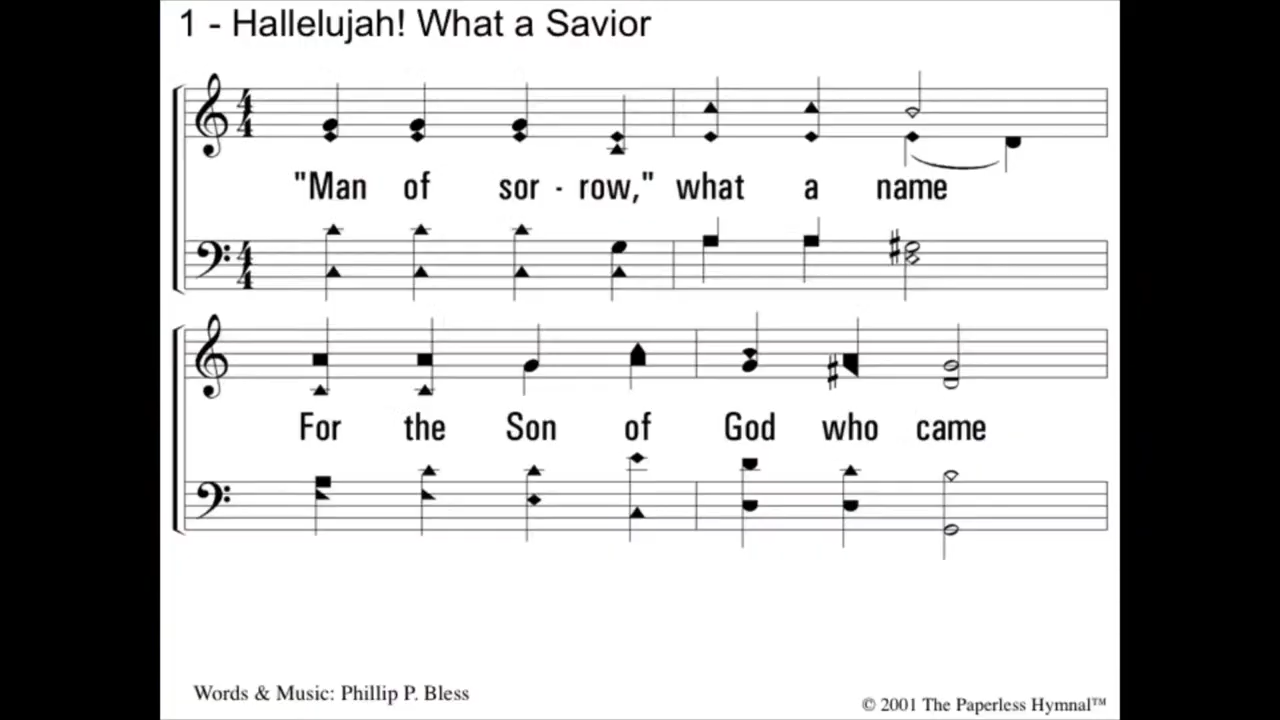 1 - Hallelujah! What a Savior
"Man of sor - row," what a name
For the Son of God who came
Words & Music: Phillip P. Bless
© 2001 The Paperless Hymnal™